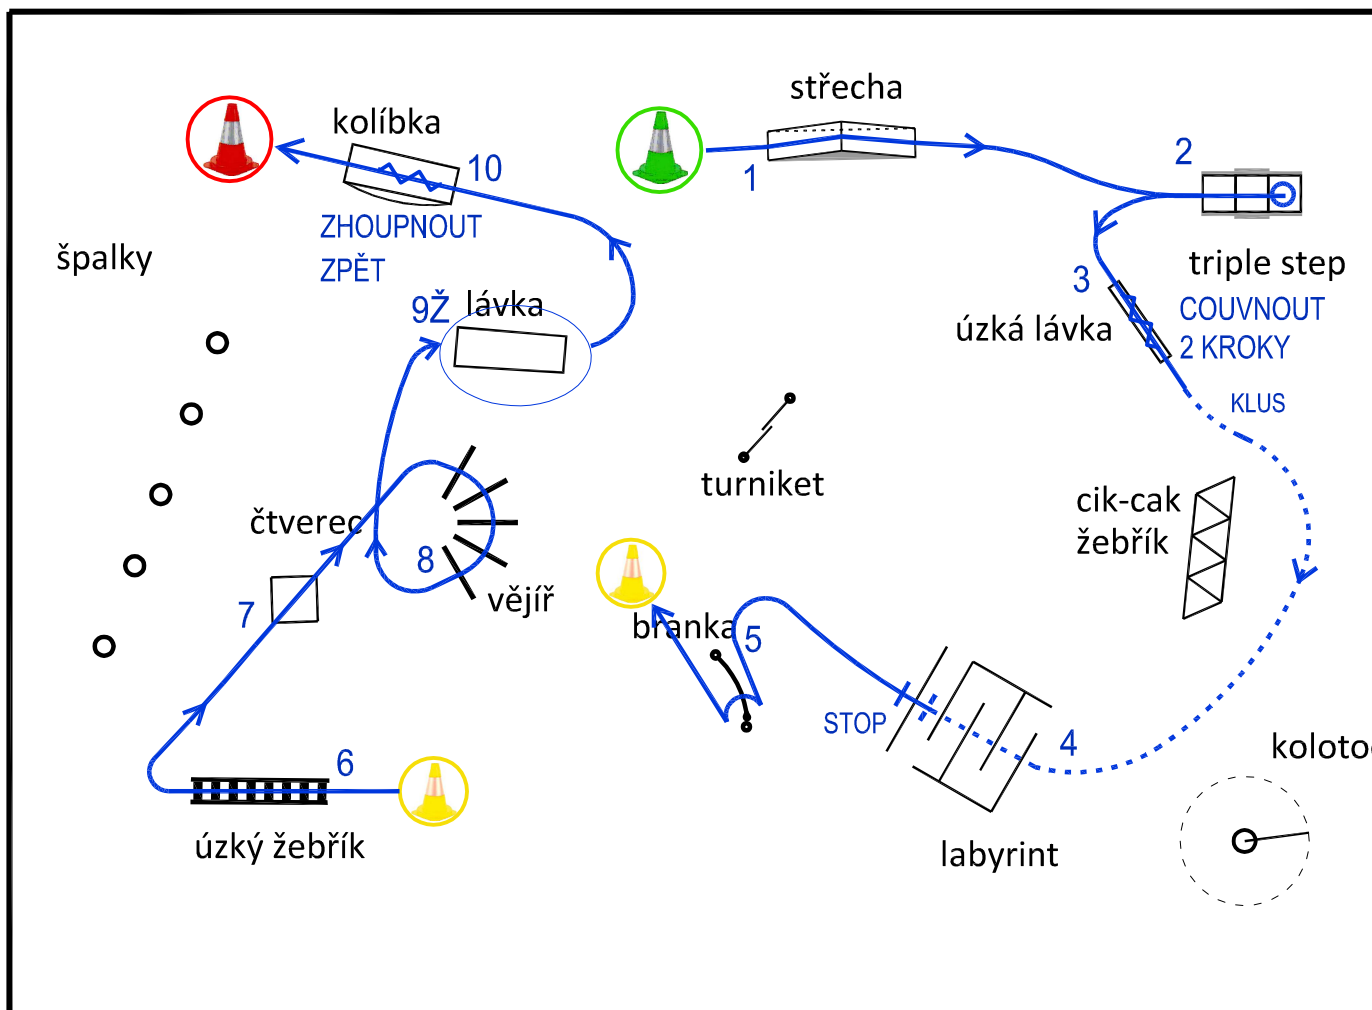 střecha
1
2
triple step
COUVNOUT
2 KROKY
3
úzká lávka
KLUS
kolíbka
10
ZHOUPNOUT
ZPĚT
špalky
9Ž
lávka
turniket
cik-cak
žebřík
čtverec
8
vějíř
7
branka
5
STOP
4
labyrint
6
úzký žebřík